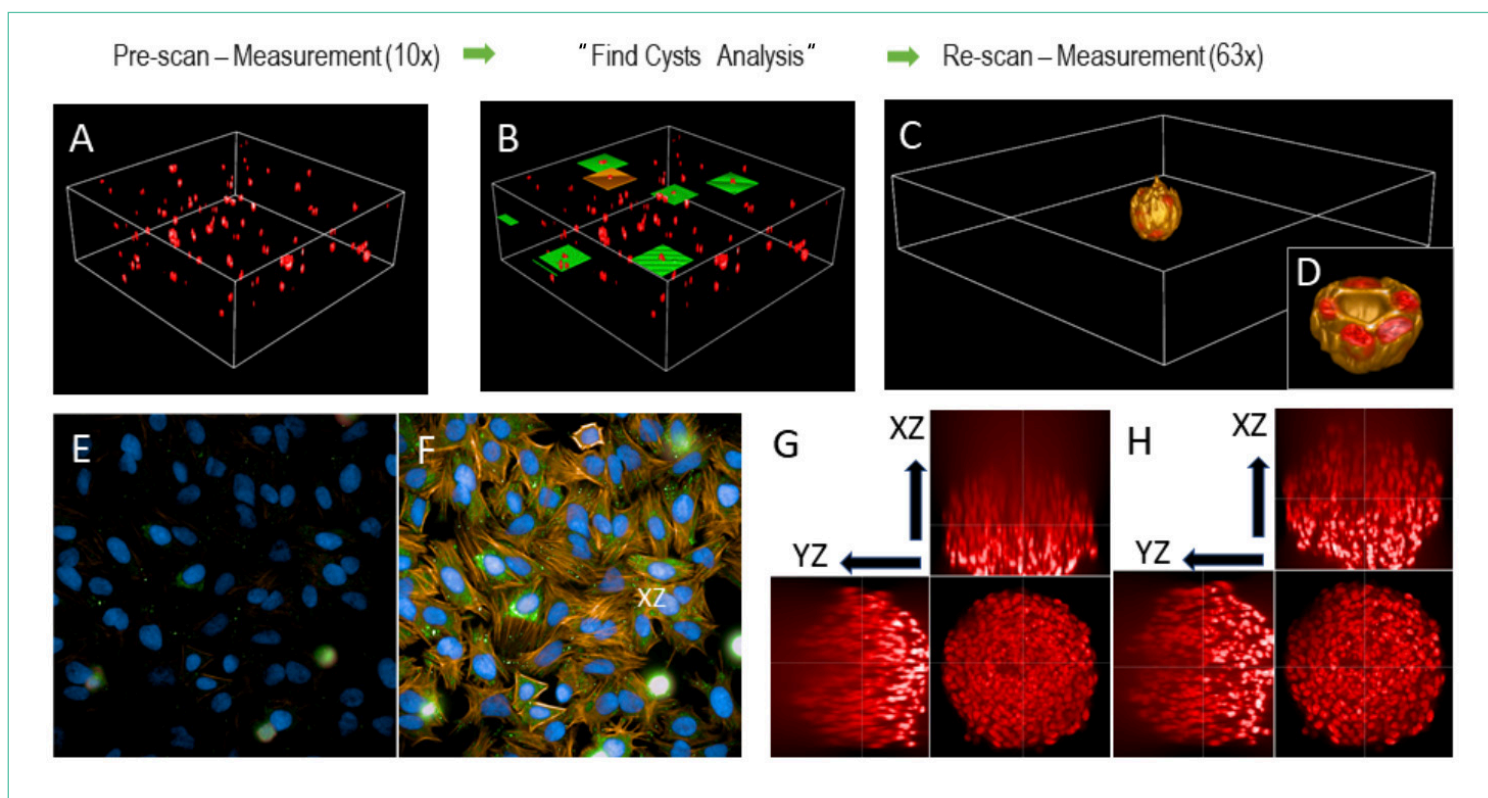 Pre-scan – Measurement (10x)
"Find Cysts Analysis"
Re-scan – Measurement (63x)
A
B
C
D
E
F
XZ
G
XZ
YZ
H
XZ
YZ